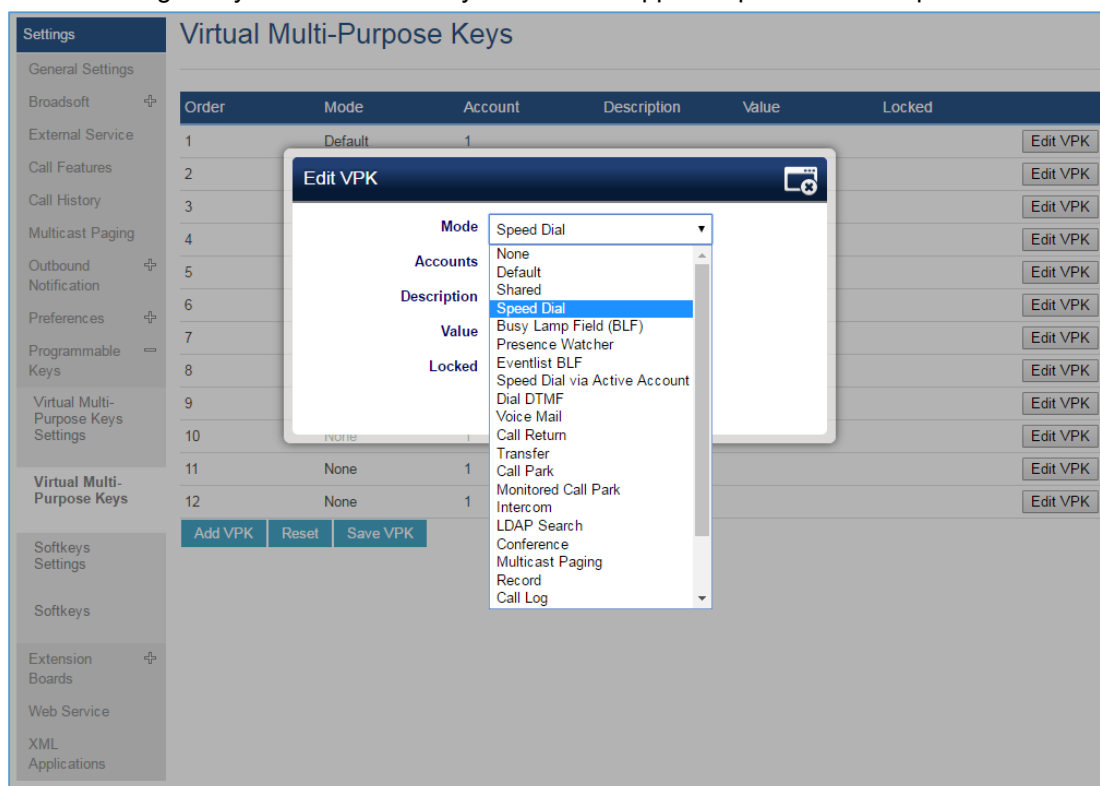 Settings
Virtual Multi-Purpose Keys
General Settings
Broadsoft
External Service
Call Features
Call History
Multicast Paging
Outbound
Notification
Preferences
Programmable
Keys
Virtual Multi-
Purpose Keys
Settings
Virtual Multi-
Purpose Keys
Softkeys
Settings
Softkeys
Extension
Boards
Web Service
XML
Applications
Order Mode Account Description Value Locked
1 Default 1 Edit VPK
2 Edit VPK
3 Edit VPK
4 Edit VPK
5 Edit VPK
6 Edit VPK
7 Edit VPK
8 Edit VPK
9 Edit VPK
10 None 1 Edit VPK
11 None 1 Edit VPK
12 None 1 Edit VPK
Add VPK Reset Save VPK
Edit VPK
Mode Speed Dial
Accounts
Description
Value
Locked
None
Default
Shared
Speed Dial
Busy Lamp Field (BLF)
Presence Watcher
Eventlist BLF
Speed Dial via Active Account
Dial DTMF
Voice Mail
Call Return
Transfer
Call Park
Monitored Call Park
Intercom
LDAP Search
Conference
Multicast Paging
Record
Call Log